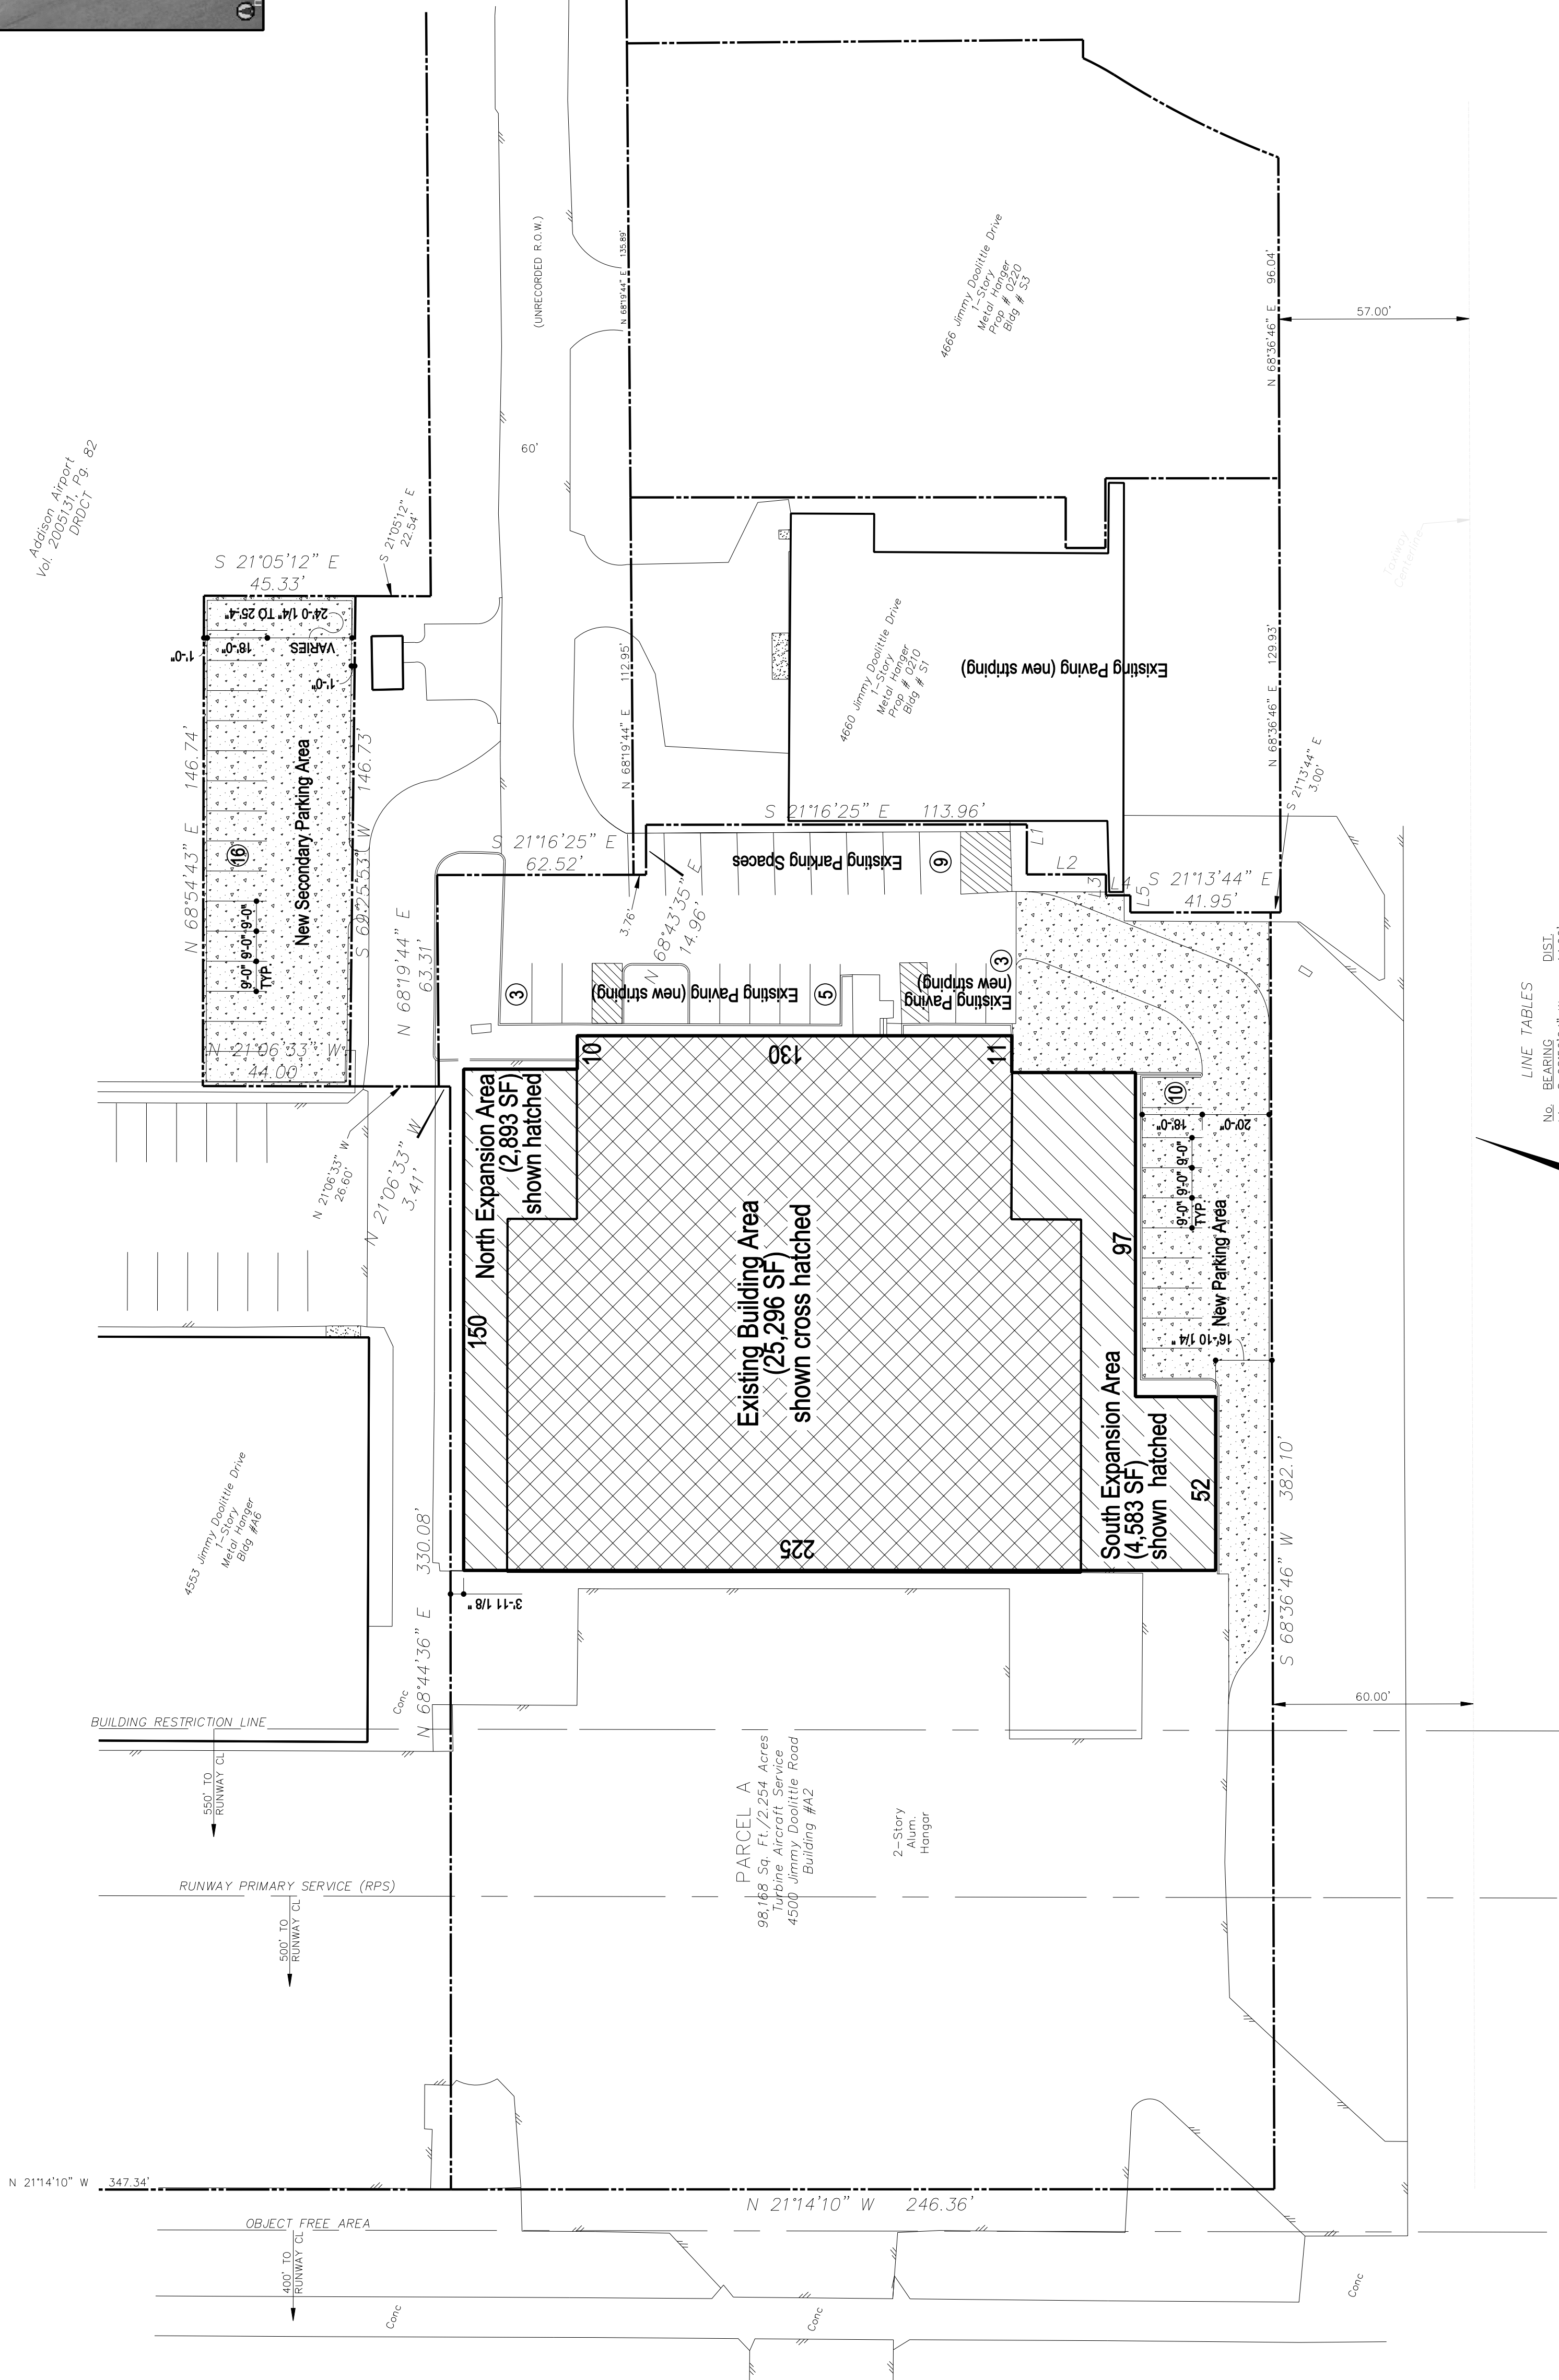 Addison Airport
Vol. 2005131, Pg. 82
DRDCT
S 21°05'12" E
45.33'
S 21°05'12" E
22.54'
24'-0 1/4" TO 25'-4"
VARIES
18'-0"
1'-0"
1'-0"
N 68°54'43" E 146.74'
S 69°25'53" W 146.73'
New Secondary Parking Area
16
9'-0" 9'-0" 9'-0"
TYP.
N 21°06'33" W
44.00'
N 21°06'33" W
26.60'
N 21°06'33" W
3.41'
N 68°19'44" E
63.31'
(UNRECORDED R.O.W.)
60'
N 68°19'44" E 135.89'
N 68°19'44" E 112.95'
4666 Jimmy Doolittle Drive
1-Story
Metal Hanger
Prop # 0220
Bldg # S3
N 68°36'46" E 96.04'
57.00'
4660 Jimmy Doolittle Drive
1-Story
Metal Hanger
Prop # 0210
Bldg # S1
Existing Paving (new striping)
N 68°36'46" E 129.93'
S 21°13'44" E
3.00'
Taxiway
Centerline
S 21°16'25" E 113.96'
S 21°16'25" E
62.52'
3.76'
N 68°43'35" E
14.96'
Existing Parking Spaces
9
L1
L2
L3
L4
L5
S 21°13'44" E
41.95'
3
Existing Paving (new striping)
5
Existing Paving
(new striping)
3
10
130
11
North Expansion Area
(2,893 SF)
shown hatched
150
Existing Building Area
(25,296 SF)
shown cross hatched
225
South Expansion Area
(4,583 SF)
shown hatched
97
52
10
18'-0"
20'-0"
9'-0" 9'-0" 9'-0"
TYP.
New Parking Area
16'-10 1/4"
S 68°36'46" W 382.10'
60.00'
LINE TABLES
No. BEARING DIST.
4553 Jimmy Doolittle Drive
1-Story
Metal Hanger
Bldg #A6
N 68°44'36" E 330.08'
3'-11 1/8"
Conc
BUILDING RESTRICTION LINE
550' TO
RUNWAY CL
RUNWAY PRIMARY SERVICE (RPS)
500' TO
RUNWAY CL
PARCEL A
98,168 Sq. Ft./2.254 Acres
Turbine Aircraft Service
4500 Jimmy Doolittle Road
Building #A2
2-Story
Alum.
Hangar
N 21°14'10" W 347.34'
N 21°14'10" W 246.36'
OBJECT FREE AREA
400' TO
RUNWAY CL
Conc
Conc
Conc